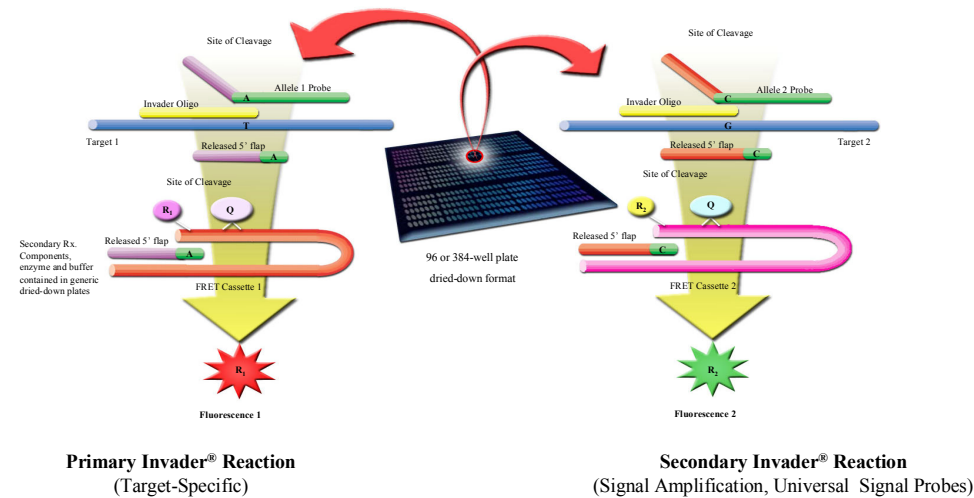 Site of Cleavage
Allele 1 Probe
A
Invader Oligo
T
Target 1
Released 5' flap
A
Site of Cleavage
R1
Q
Released 5' flap
A
Secondary Rx.
Components,
enzyme and buffer
contained in generic
dried-down plates
FRET Cassette 1
R1
Fluorescence 1
96 or 384-well plate
dried-down format
Site of Cleavage
Allele 2 Probe
C
Invader Oligo
G
Target 2
Released 5' flap
C
Site of Cleavage
R2
Q
Released 5' flap
C
FRET Cassette 2
R2
Fluorescence 2
Primary Invader® Reaction
(Target-Specific)
Secondary Invader® Reaction
(Signal Amplification, Universal Signal Probes)